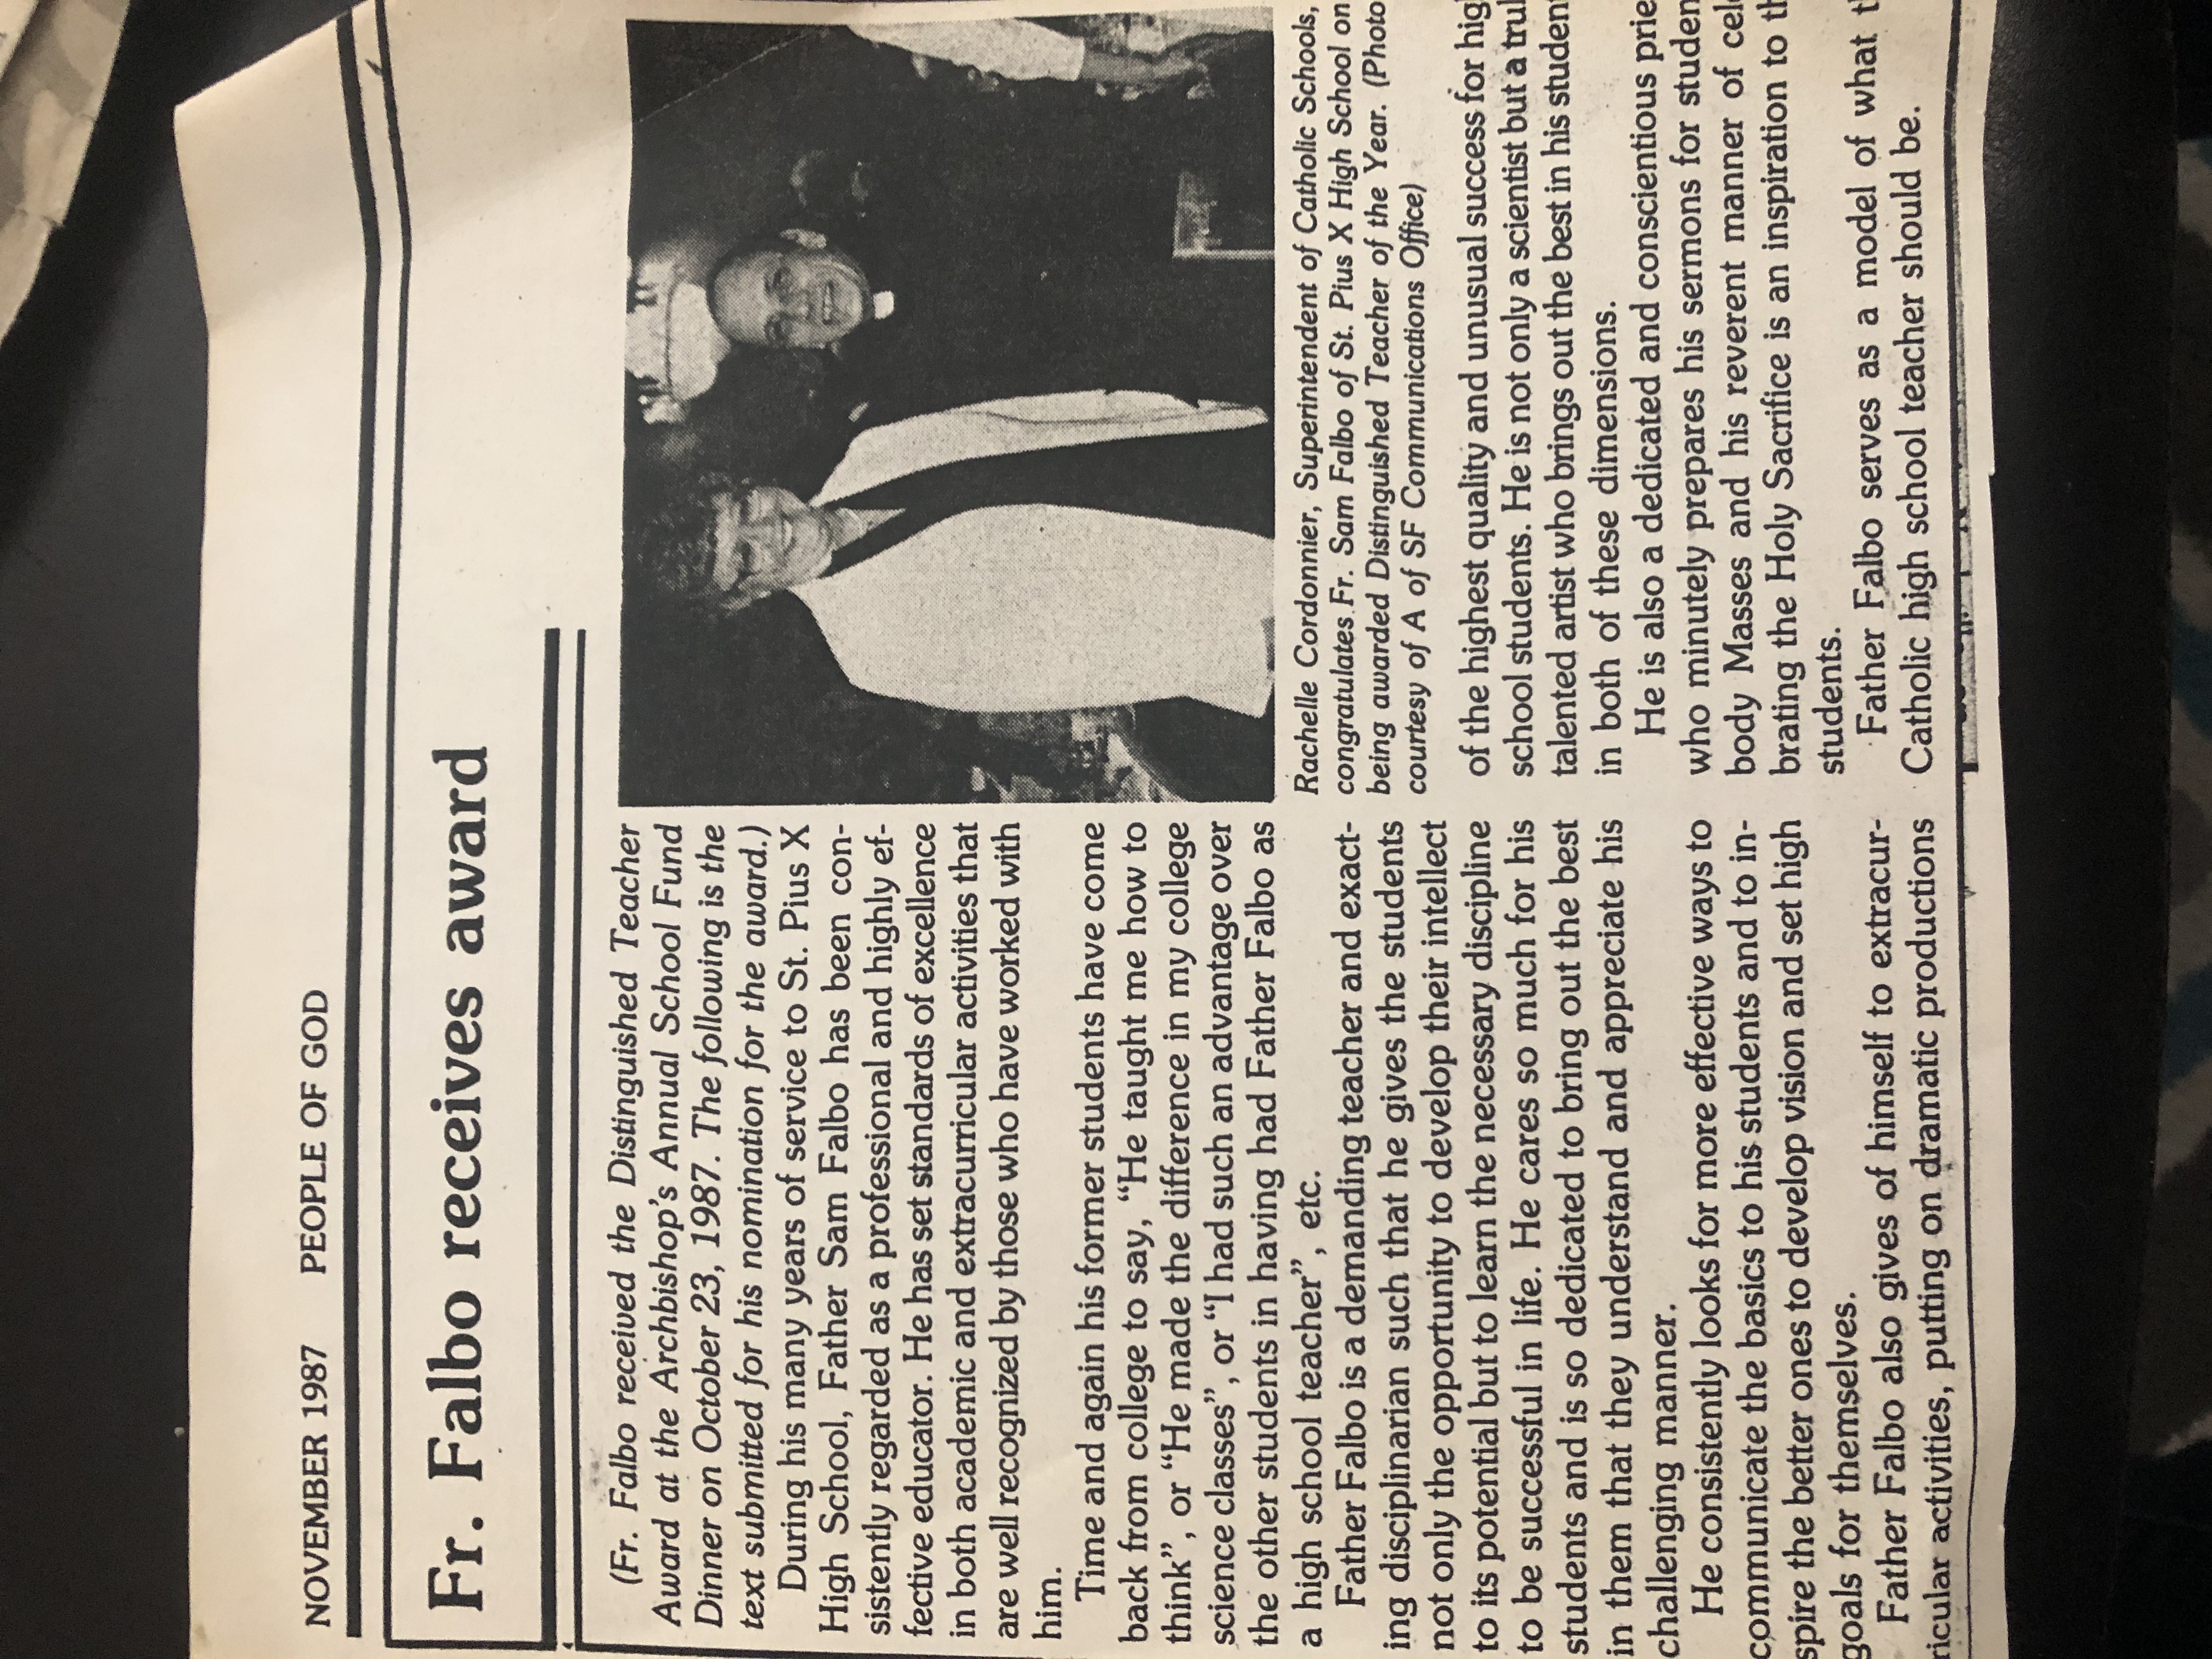 NOVEMBER 1987 PEOPLE OF GOD
Fr. Falbo receives award
(Fr. Falbo received the Distinguished Teacher
Award at the Archbishop's Annual School Fund
Dinner on October 23, 1987. The following is the
text submitted for his nomination for the award.)
During his many years of service to St. Pius X
High School, Father Sam Falbo has been con-
sistently regarded as a professional and highly ef-
fective educator. He has set standards of excellence
in both academic and extracurricular activities that
are well recognized by those who have worked with
him.
Time and again his former students have come
back from college to say, “He taught me how to
think”, or “He made the difference in my college
science classes”, or “I had such an advantage over
the other students in having had Father Falbo as
a high school teacher”, etc.
Father Falbo is a demanding teacher and exact-
ing disciplinarian such that he gives the students
not only the opportunity to develop their intellect
to its potential but to learn the necessary discipline
to be successful in life. He cares so much for his
students and is so dedicated to bring out the best
in them that they understand and appreciate his
challenging manner.
He consistently looks for more effective ways to
communicate the basics to his students and to in-
spire the better ones to develop vision and set high
goals for themselves.
Father Falbo also gives of himself to extracur-
ricular activities, putting on dramatic productions
Rachelle Cordonnier, Superintendent of Catholic Schools,
congratulates Fr. Sam Falbo of St. Pius X High School on
being awarded Distinguished Teacher of the Year. (Photo
courtesy of A of SF Communications Office)
of the highest quality and unusual success for hig
school students. He is not only a scientist but a trul
talented artist who brings out the best in his student
in both of these dimensions.
He is also a dedicated and conscientious prie
who minutely prepares his sermons for studen
body Masses and his reverent manner of cele
brating the Holy Sacrifice is an inspiration to th
students.
Father Falbo serves as a model of what t
Catholic high school teacher should be.